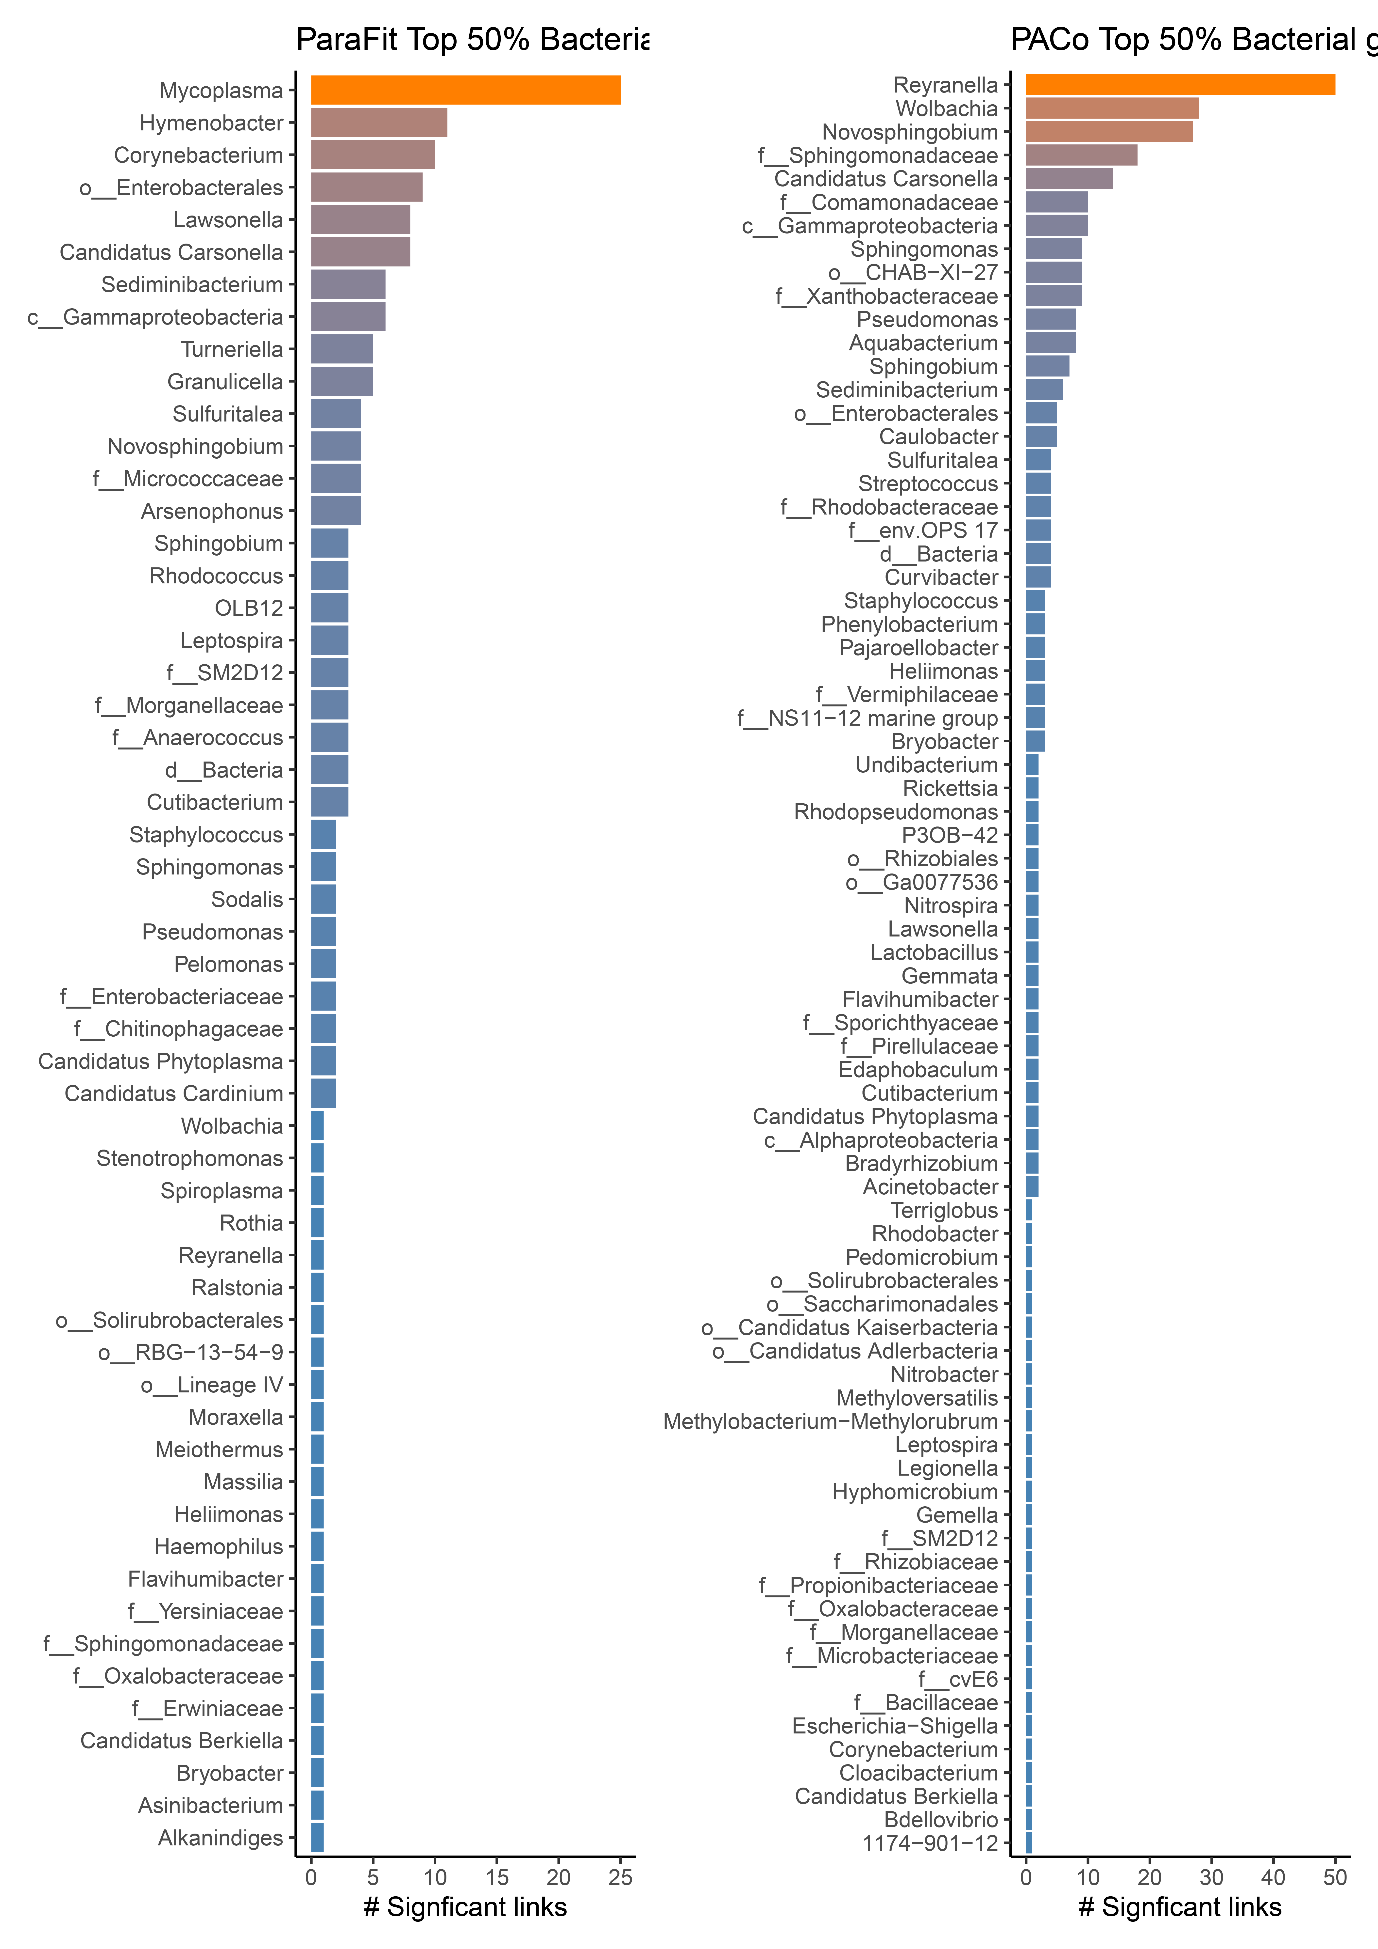 ParaFit Top 50% Bacteria
Mycoplasma
Hymenobacter
Corynebacterium
o__Enterobacterales
Lawsonella
Candidatus Carsonella
Sediminibacterium
c__Gammaproteobacteria
Turneriella
Granulicella
Sulfuritalea
Novosphingobium
f__Micrococcaceae
Arsenophonus
Sphingobium
Rhodococcus
OLB12
Leptospira
f__SM2D12
f__Morganellaceae
f__Anaerococcus
d__Bacteria
Cutibacterium
Staphylococcus
Sphingomonas
Sodalis
Pseudomonas
Pelomonas
f__Enterobacteriaceae
f__Chitinophagaceae
Candidatus Phytoplasma
Candidatus Cardinium
Wolbachia
Stenotrophomonas
Spiroplasma
Rothia
Reyranella
Ralstonia
o__Solirubrobacterales
o__RBG−13−54−9
o__Lineage IV
Moraxella
Meiothermus
Massilia
Heliimonas
Haemophilus
Flavihumibacter
f__Yersiniaceae
f__Sphingomonadaceae
f__Oxalobacteraceae
f__Erwiniaceae
Candidatus Berkiella
Bryobacter
Asinibacterium
Alkanindiges
0 5 10 15 20 25
# Signficant links
PACo Top 50% Bacterial g
Reyranella
Wolbachia
Novosphingobium
f__Sphingomonadaceae
Candidatus Carsonella
f__Comamonadaceae
c__Gammaproteobacteria
Sphingomonas
o__CHAB−XI−27
f__Xanthobacteraceae
Pseudomonas
Aquabacterium
Sphingobium
Sediminibacterium
o__Enterobacterales
Caulobacter
Sulfuritalea
Streptococcus
f__Rhodobacteraceae
f__env.OPS 17
d__Bacteria
Curvibacter
Staphylococcus
Phenylobacterium
Pajaroellobacter
Heliimonas
f__Vermiphilaceae
f__NS11−12 marine group
Bryobacter
Undibacterium
Rickettsia
Rhodopseudomonas
P3OB−42
o__Rhizobiales
o__Ga0077536
Nitrospira
Lawsonella
Lactobacillus
Gemmata
Flavihumibacter
f__Sporichthyaceae
f__Pirellulaceae
Edaphobaculum
Cutibacterium
Candidatus Phytoplasma
c__Alphaproteobacteria
Bradyrhizobium
Acinetobacter
Terriglobus
Rhodobacter
Pedomicrobium
o__Solirubrobacterales
o__Saccharimonadales
o__Candidatus Kaiserbacteria
o__Candidatus Adlerbacteria
Nitrobacter
Methyloversatilis
Methylobacterium−Methylorubrum
Leptospira
Legionella
Hyphomicrobium
Gemella
f__SM2D12
f__Rhizobiaceae
f__Propionibacteriaceae
f__Oxalobacteraceae
f__Morganellaceae
f__Microbacteriaceae
f__cvE6
f__Bacillaceae
Escherichia−Shigella
Corynebacterium
Cloacibacterium
Candidatus Berkiella
Bdellovibrio
1174−901−12
0 10 20 30 40 50
# Signficant links